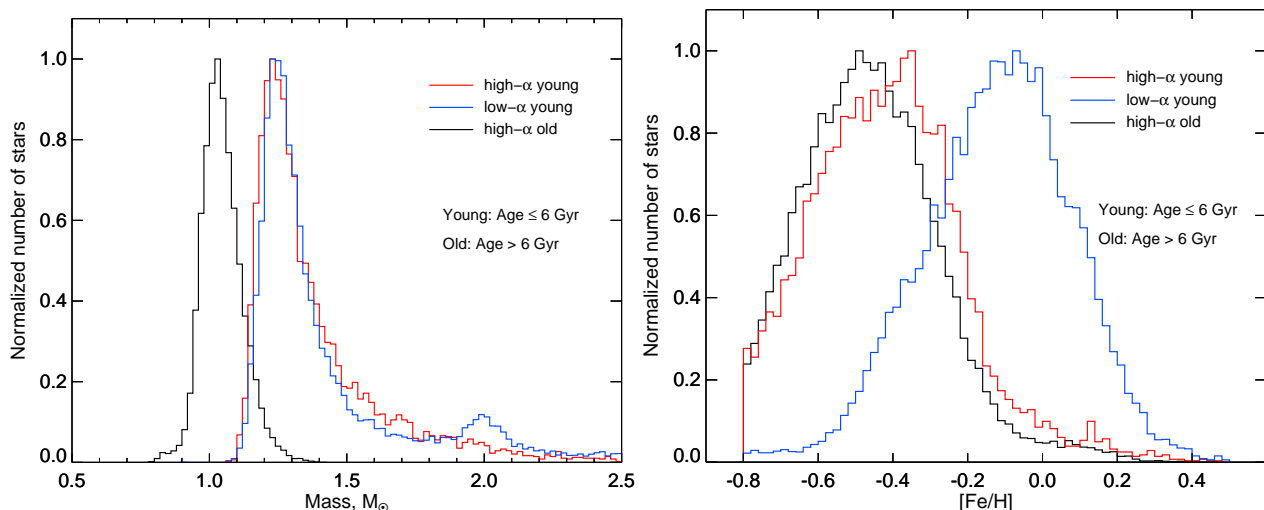 Normalized number of stars
1.0
0.8
0.6
0.4
0.2
0.0
high−α young
low−α young
high−α old
Young: Age ≤ 6 Gyr
Old: Age > 6 Gyr
0.5 1.0 1.5 2.0 2.5
Mass, M☉
Normalized number of stars
1.0
0.8
0.6
0.4
0.2
0.0
high−α young
low−α young
high−α old
Young: Age ≤ 6 Gyr
Old: Age > 6 Gyr
-0.8 -0.6 -0.4 -0.2 0.0 0.2 0.4
[Fe/H]